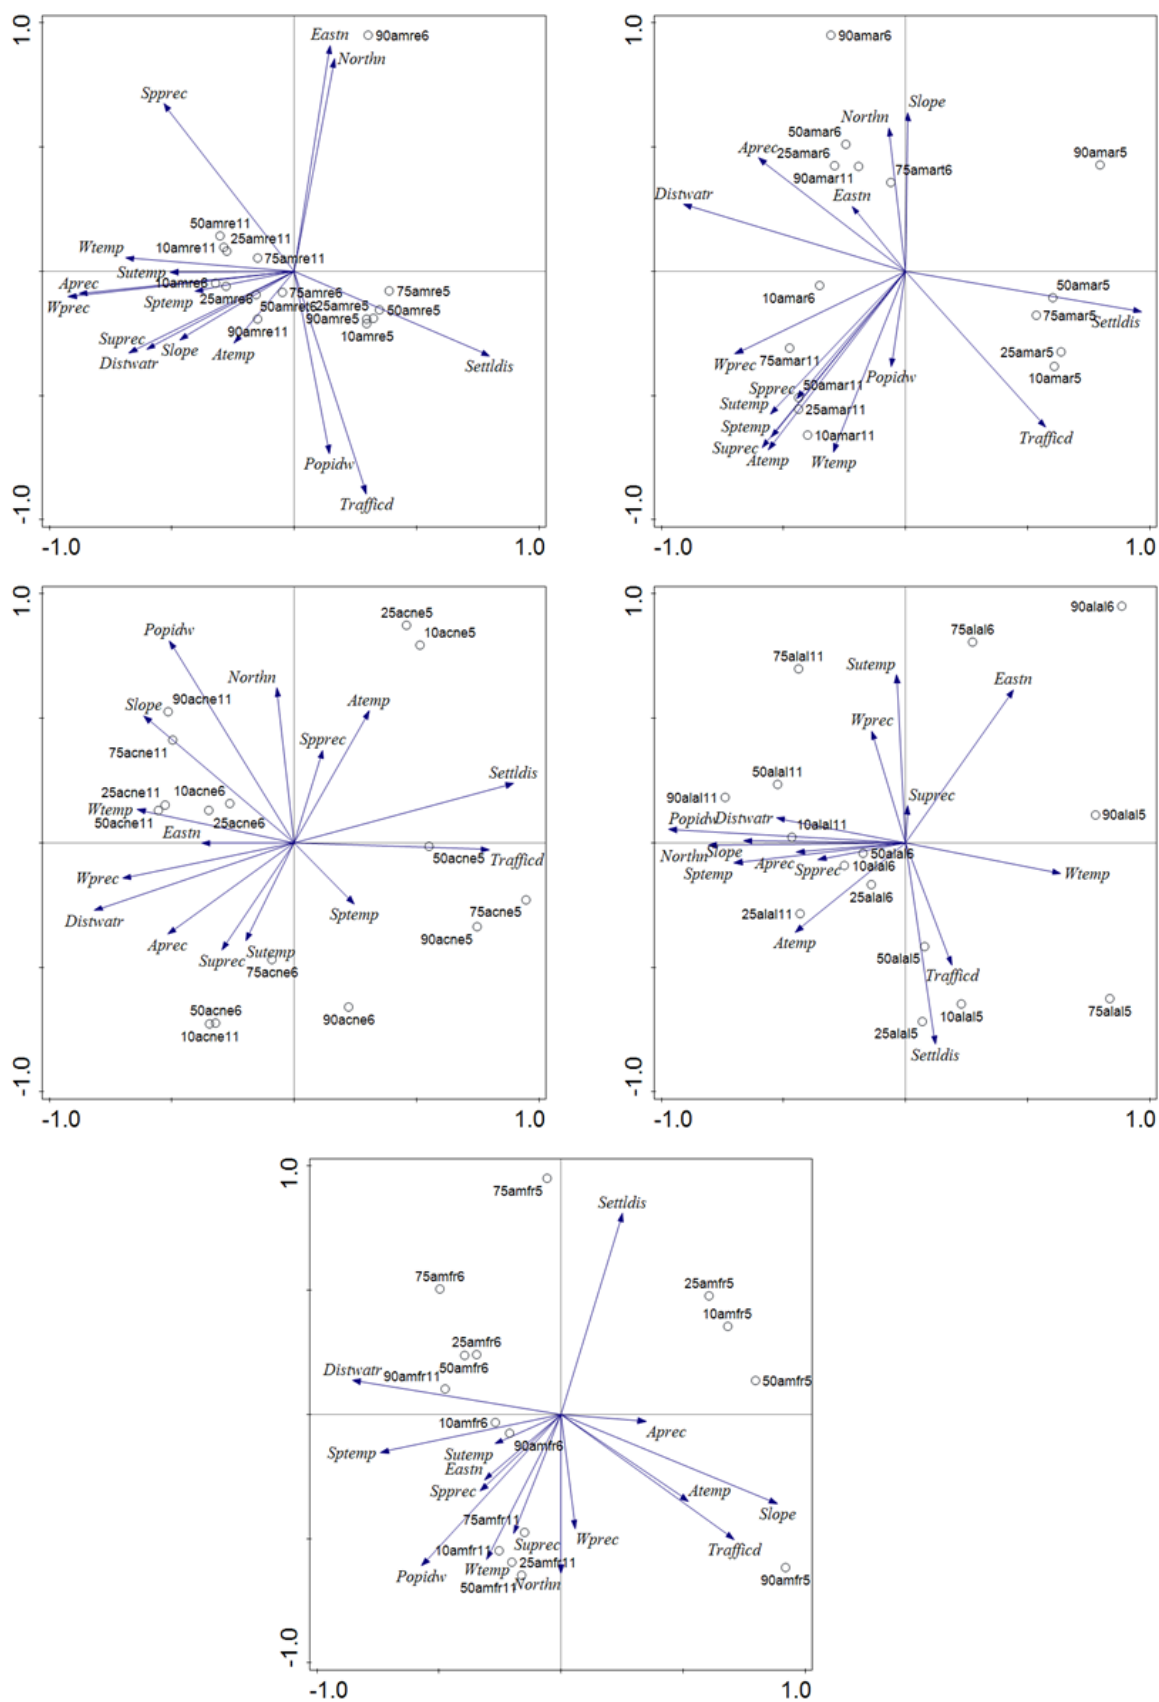 1.0
Eastn
90amre6
Northn
Spprec
50amre11
25amre11
10amre11
Wtemp
75amre11
Sutemp
10amre6
Aprec
Wprec
Sptemp
25amre6
75amre6
50amret6
25amre5
75amre5
50amre5
90amre5
90amre11
10amre5
Suprec
Slope
Atemp
Distwatr
Settldis
Popidw
Trafficd
-1.0
-1.0
1.0
90amar6
Slope
Northn
50amar6
25amar6
Aprec
90amar5
90amar11
75amart6
Distwatr
Eastn
10amar6
50amar5
75amar5
Settldis
Wprec
75amar11
25amar5
10amar5
Popidw
Spprec
50amar11
Sutemp
25amar11
Sptemp
10amar11
Suprec
Atemp
Wtemp
Trafficd
-1.0
1.0
1.0
25acne5
10acne5
Popidw
Northn
Slope
90acne11
Atemp
Spprec
75acne11
Settldis
25acne11
10acne6
Wtemp
50acne11
25acne6
Eastn
50acne5
Trafficd
Wprec
Distwatr
Sptemp
75acne5
90acne5
Aprec
Suprec
Sutemp
75acne6
50acne6
10acne11
90acne6
-1.0
-1.0
1.0
1.0
90alal6
75alal6
75alal11
Sutemp
Eastn
Wprec
50alal11
90alal11
Suprec
90alal5
Popidw
Distwatr
10alal11
Northn
Slope
50alal6
Sptemp
Aprec
Spprec
10alal6
Wtemp
25alal6
25alal11
Atemp
50alal5
Trafficd
10alal5
75alal5
25alal5
Settldis
-1.0
-1.0
1.0
1.0
75amfr5
Settldis
75amfr6
25amfr5
10amfr5
25amfr6
50amfr6
Distwatr
90amfr11
50amfr5
10amfr6
Aprec
Sptemp
Sutemp
90amfr6
Eastn
Spprec
Atemp
Slope
75amfr11
Suprec
Wprec
Trafficd
10amfr11
25amfr11
Popidw
Wtemp
Northn
50amfr11
90amfr5
-1.0
-1.0
1.0